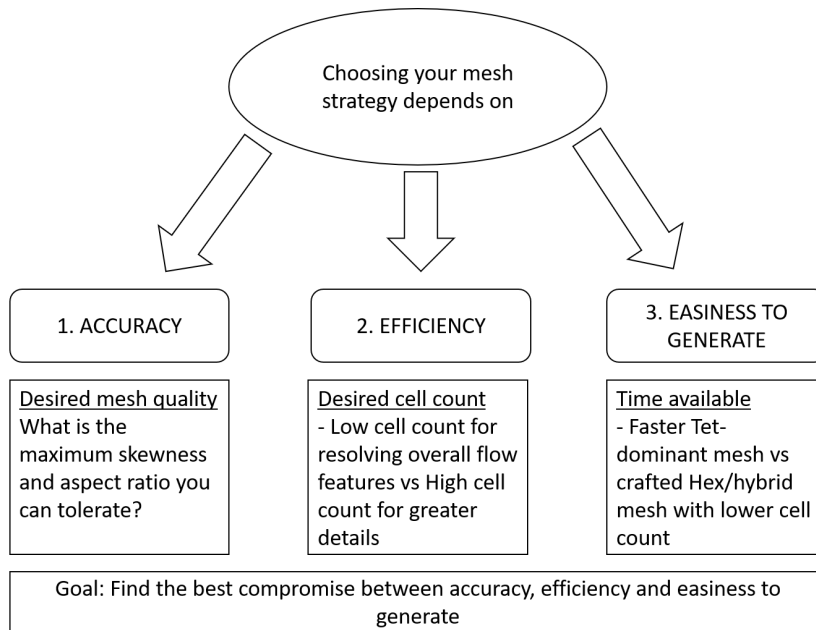 Choosing your mesh
strategy depends on
1. ACCURACY
2. EFFICIENCY
3. EASINESS TO
GENERATE
Desired mesh quality
What is the
maximum skewness
and aspect ratio you
can tolerate?
Desired cell count
- Low cell count for
resolving overall flow
features vs High cell
count for greater
details
Time available
- Faster Tet-
dominant mesh vs
crafted Hex/hybrid
mesh with lower cell
count
Goal: Find the best compromise between accuracy, efficiency and easiness to
generate